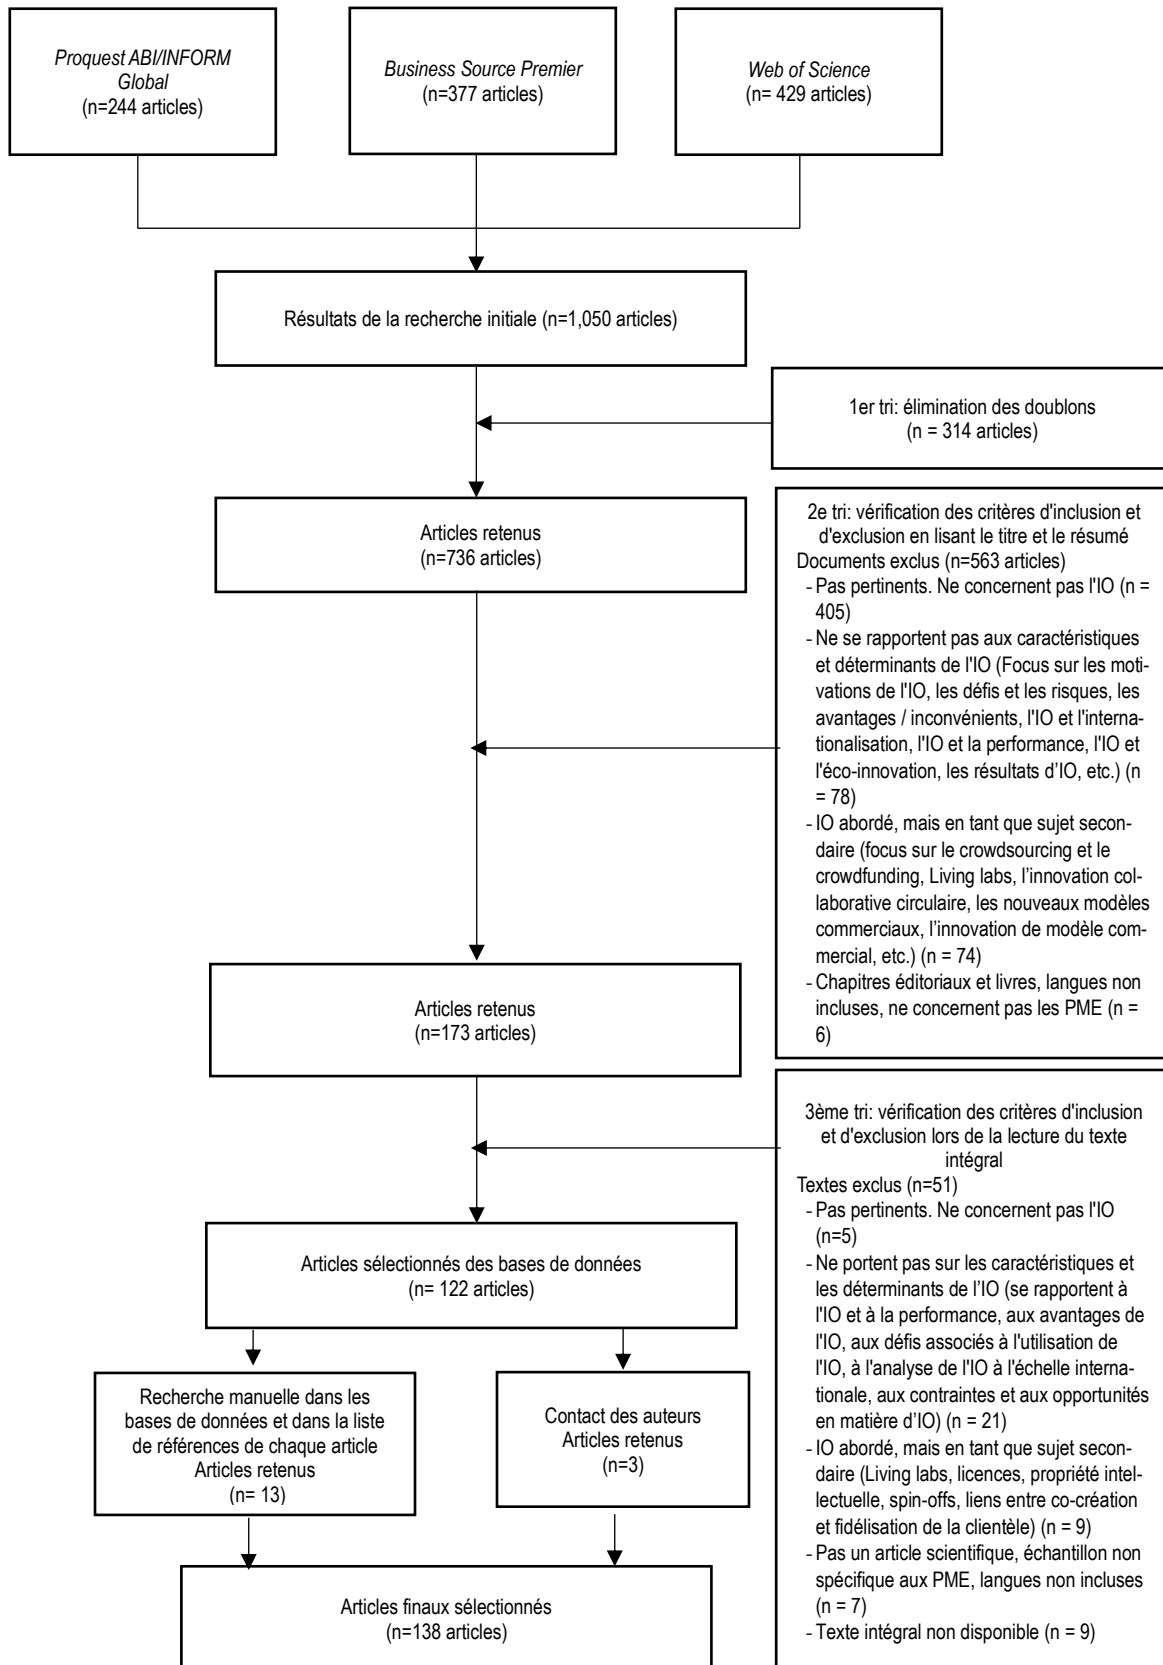 Proquest ABI/INFORM
Global
(n=244 articles)
Business Source Premier
(n=377 articles)
Web of Science
(n= 429 articles)
Résultats de la recherche initiale (n=1,050 articles)
1er tri: élimination des doublons
(n = 314 articles)
Articles retenus
(n=736 articles)
2e tri: vérification des critères d'inclusion et
d'exclusion en lisant le titre et le résumé
Documents exclus (n=563 articles)
- Pas pertinents. Ne concernent pas l'IO (n =
405)
- Ne se rapportent pas aux caractéristiques
et déterminants de l'IO (Focus sur les moti-
vations de l'IO, les défis et les risques, les
avantages / inconvénients, l'IO et l'interna-
tionalisation, l'IO et la performance, l'IO et
l'éco-innovation, les résultats d'IO, etc.) (n
= 78)
- IO abordé, mais en tant que sujet secon-
daire (focus sur le crowdsourcing et le
crowdfunding, Living labs, l'innovation col-
laborative circulaire, les nouveaux modèles
commerciaux, l'innovation de modèle com-
mercial, etc.) (n = 74)
- Chapitres éditoriaux et livres, langues non
incluses, ne concernent pas les PME (n =
6)
Articles retenus
(n=173 articles)
3ème tri: vérification des critères d'inclusion
et d'exclusion lors de la lecture du texte
intégral
Textes exclus (n=51)
- Pas pertinents. Ne concernent pas l'IO
(n=5)
- Ne portent pas sur les caractéristiques et
les déterminants de l'IO (se rapportent à
l'IO et à la performance, aux avantages de
l'IO, aux défis associés à l'utilisation de
l'IO, à l'analyse de l'IO à l'échelle interna-
tionale, aux contraintes et aux opportunités
en matière d'IO) (n = 21)
- IO abordé, mais en tant que sujet secon-
daire (Living labs, licences, propriété intel-
lectuelle, spin-offs, liens entre co-création
et fidélisation de la clientèle) (n = 9)
- Pas un article scientifique, échantillon non
spécifique aux PME, langues non incluses
(n = 7)
- Texte intégral non disponible (n = 9)
Articles sélectionnés des bases de données
(n= 122 articles)
Recherche manuelle dans les
bases de données et dans la liste
de références de chaque article
Articles retenus
(n= 13)
Contact des auteurs
Articles retenus
(n=3)
Articles finaux sélectionnés
(n=138 articles)